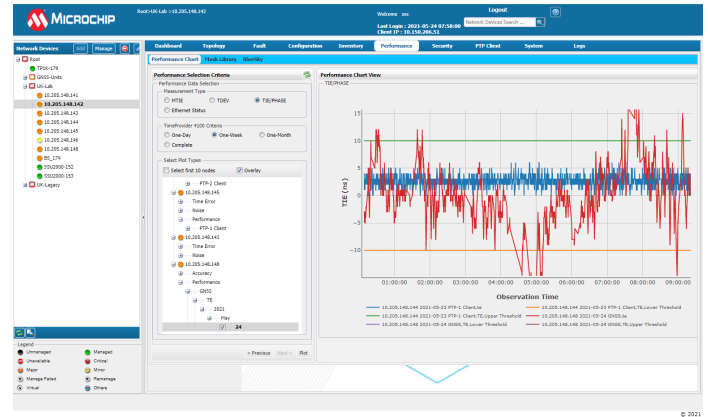 MICROCHIP
Root>UK-Lab >10.205.148.142
Welcome sec
Last Login : 2021-05-24 07:58:00
Client IP : 10.150.206.53
Logout
Network Devices Search ...
Network Devices
Add
Manage
Root
TP1K-179
GNSS-Units
UK-Lab
10.205.148.141
10.205.148.142
10.205.148.143
10.205.148.144
10.205.148.145
10.205.148.146
10.205.148.148
BS_174
SSU2000-152
SSU2000-153
UK-Legacy
Legend
Unmanaged
Managed
Unavailable
Critical
Major
Minor
Manage Failed
Remanage
Virtual
Others
Dashboard Topology Fault Configuration Inventory Performance Security PTP Client System Logs
Performance Chart Mask Library BlueSky
Performance Selection Criteria
Performance Data Selection
Measurement Type
MTIE TDEV TIE/PHASE
Ethernet Status
TimeProvider 4100 Criteria
One-Day One-Week One-Month
Complete
Select Plot Types
Select first 10 nodes Overlay
PTP-2 Client
10.205.148.145
Time Error
Noise
Performance
PTP-1 Client
10.205.148.143
Time Error
Noise
10.205.148.148
Accuracy
Performance
GNSS
TE
2021
May
24
< Previous Next > Plot
Performance Chart View
TIE/PHASE
TIE (ns)
15
10
5
0
−5
−10
01:00:00 02:00:00 03:00:00 04:00:00 05:00:00 06:00:00 07:00:00 08:00:00 09:00:00
Observation Time
10.205.148.144 2021-05-23 PTP-1 Client,te
10.205.148.144 2021-05-23 PTP-1 Client,TE,Lower Threshold
10.205.148.144 2021-05-23 PTP-1 Client,TE,Upper Threshold
10.205.148.148 2021-05-24 GNSS,te
10.205.148.148 2021-05-24 GNSS,TE,Lower Threshold
10.205.148.148 2021-05-24 GNSS,TE,Upper Threshold
© 2021